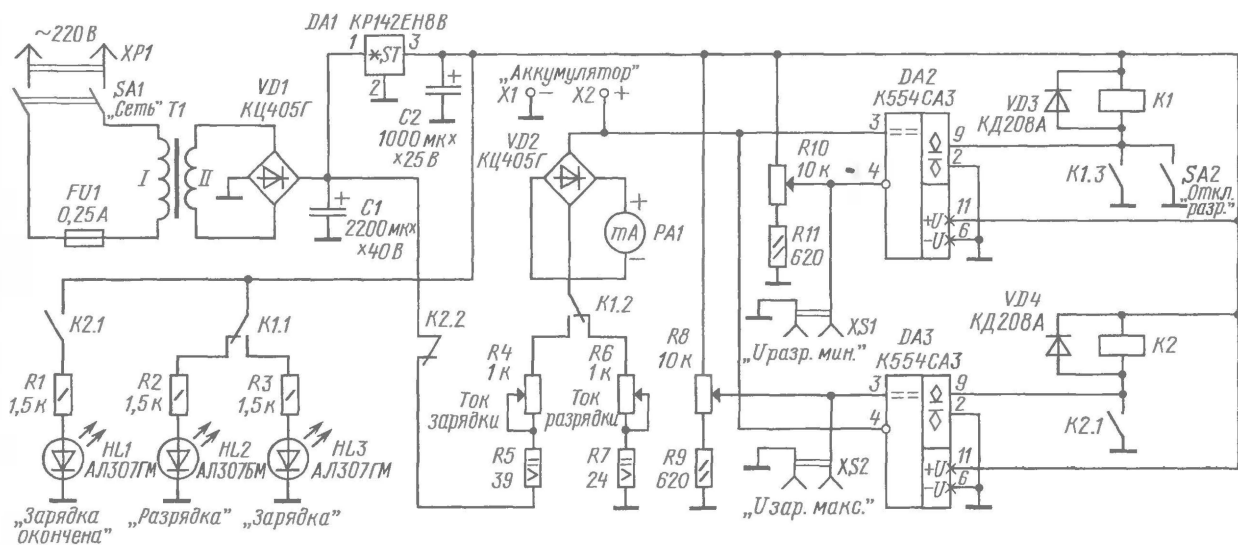 ~220 В
XP1
SA1
„Сеть"
T1
I
II
FU1
0,25А
VD1
КЦ405Г
DA1 КР142ЕН8В
1
*ST
3
2
+
C2
1000 мк×
×25 В
+
C1
2200 мк×
×40 В
„Аккумулятор"
X1 −
X2 +
VD2
КЦ405Г
+
mA
PA1
−
R10
10 к
R11
620
DA2
К554СА3
3
==
4
9
2
+U
11
−U
6
VD3
КД208А
K1
K1.3
SA2
„Откл.
разр."
K2.1
K1.1
K2.2
K1.2
R1
1,5 к
R2
1,5 к
R3
1,5 к
HL1
АЛ307ГМ
HL2
АЛ307БМ
HL3
АЛ307ГМ
„Зарядка
окончена"
„Разрядка"
„Зарядка"
R4
1 к
Ток
зарядки
R5
39
R6
1 к
Ток
разрядки
R7
24
R8
10 к
R9
620
XS1
„Uразр. мин."
XS2
„Uзар. макс."
DA3
К554СА3
3
==
4
9
2
+U
11
−U
6
VD4
КД208А
K2
K2.1